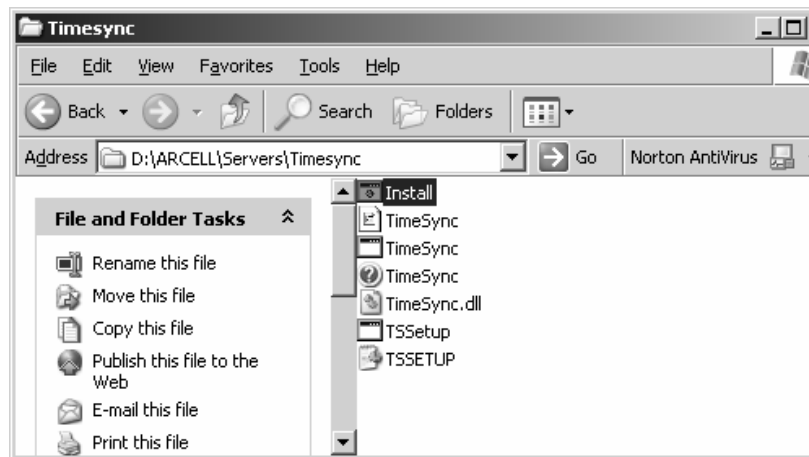 Timesync
File Edit View Favorites Tools Help
Back Search Folders
Address D:\ARCELL\Servers\Timesync Go Norton AntiVirus
File and Folder Tasks
Rename this file
Move this file
Copy this file
Publish this file to the
Web
E-mail this file
Print this file
Install
TimeSync
TimeSync
TimeSync
TimeSync.dll
TSSetup
TSSETUP